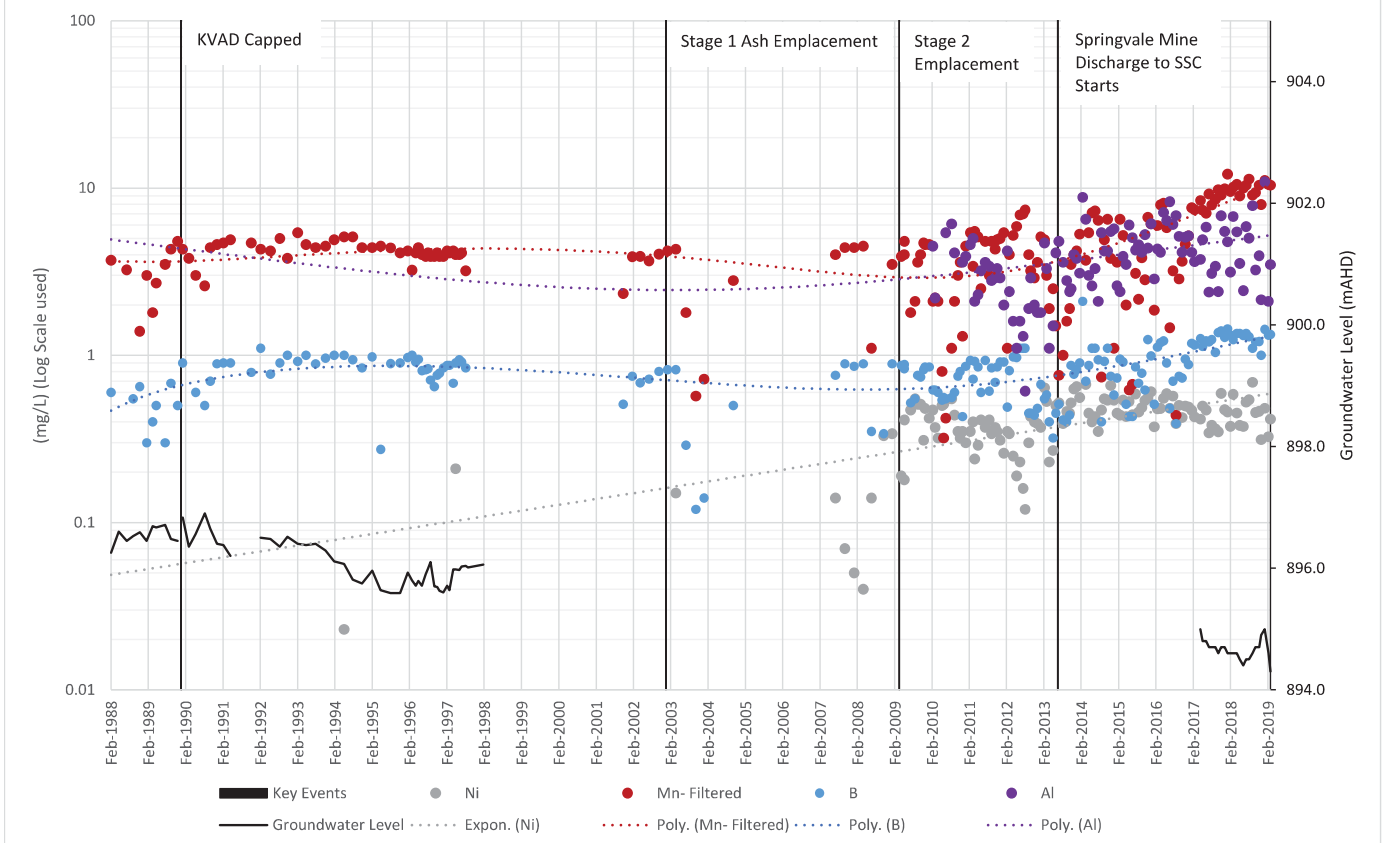 100
10
1
0.1
0.01
(mg/L) (Log Scale used)
KVAD Capped
Stage 1 Ash Emplacement
Stage 2
Emplacement
Springvale Mine
Discharge to SSC
Starts
904.0
902.0
900.0
898.0
896.0
894.0
Groundwater Level (mAHD)
Feb-1988
Feb-1989
Feb-1990
Feb-1991
Feb-1992
Feb-1993
Feb-1994
Feb-1995
Feb-1996
Feb-1997
Feb-1998
Feb-1999
Feb-2000
Feb-2001
Feb-2002
Feb-2003
Feb-2004
Feb-2005
Feb-2006
Feb-2007
Feb-2008
Feb-2009
Feb-2010
Feb-2011
Feb-2012
Feb-2013
Feb-2014
Feb-2015
Feb-2016
Feb-2017
Feb-2018
Feb-2019
Key Events
Ni
Mn- Filtered
B
Al
Groundwater Level
Expon. (Ni)
Poly. (Mn- Filtered)
Poly. (B)
Poly. (Al)